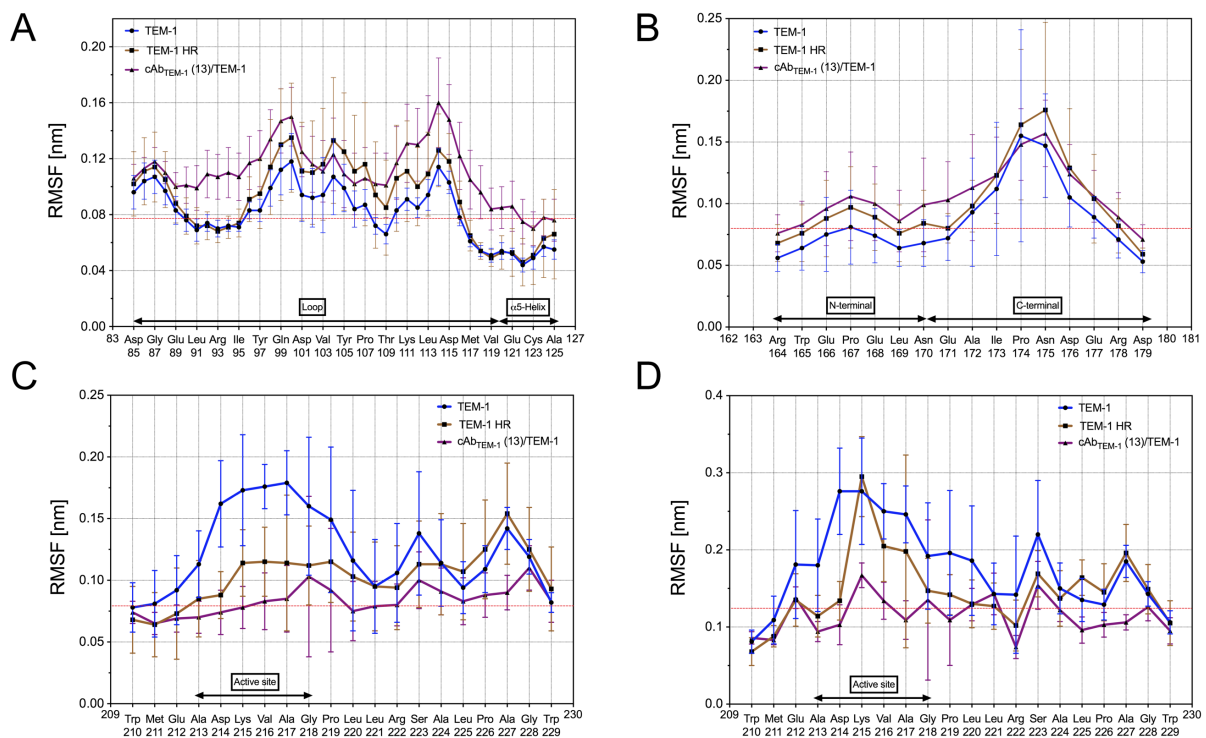 A
TEM-1
TEM-1 HR
cAbTEM-1 (13)/TEM-1
RMSF [nm]
0.20
0.16
0.12
0.08
0.04
0.00
Loop
α5-Helix
Asp Gly Glu Leu Arg Ile Tyr Gln Asp Val Tyr Pro Thr Lys Leu Asp Met Val Glu Cys Ala
83 85 87 89 91 93 95 97 99 101 103 105 107 109 111 113 115 117 119 121 123 125 127
B
TEM-1
TEM-1 HR
cAbTEM-1 (13)/TEM-1
RMSF [nm]
0.25
0.20
0.15
0.10
0.05
0.00
N-terminal
C-terminal
Arg Trp Glu Pro Glu Leu Asn Glu Ala Ile Pro Asn Asp Glu Arg Asp
162 163 164 165 166 167 168 169 170 171 172 173 174 175 176 177 178 179 180 181
C
TEM-1
TEM-1 HR
cAbTEM-1 (13)/TEM-1
RMSF [nm]
0.25
0.20
0.15
0.10
0.05
0.00
Active site
209 230
Trp Met Glu Ala Asp Lys Val Ala Gly Pro Leu Leu Arg Ser Ala Leu Pro Ala Gly Trp
210 211 212 213 214 215 216 217 218 219 220 221 222 223 224 225 226 227 228 229
D
TEM-1
TEM-1 HR
cAbTEM-1 (13)/TEM-1
RMSF [nm]
0.4
0.3
0.2
0.1
0.0
Active site
209 230
Trp Met Glu Ala Asp Lys Val Ala Gly Pro Leu Leu Arg Ser Ala Leu Pro Ala Gly Trp
210 211 212 213 214 215 216 217 218 219 220 221 222 223 224 225 226 227 228 229